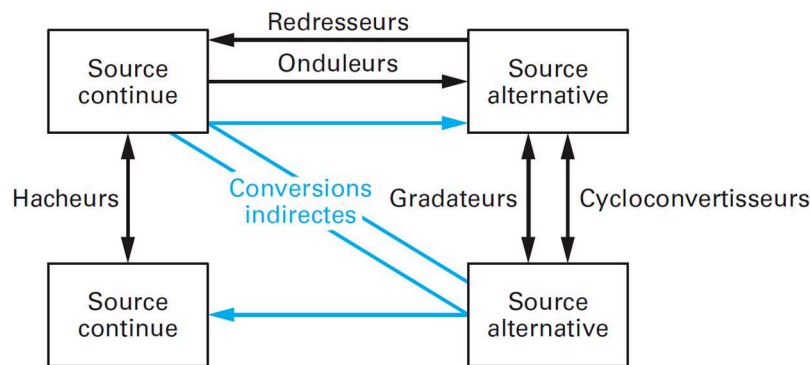 Redresseurs
Source
continue
Onduleurs
Source
alternative
Hacheurs
Conversions
indirectes
Gradateurs
Cycloconvertisseurs
Source
continue
Source
alternative